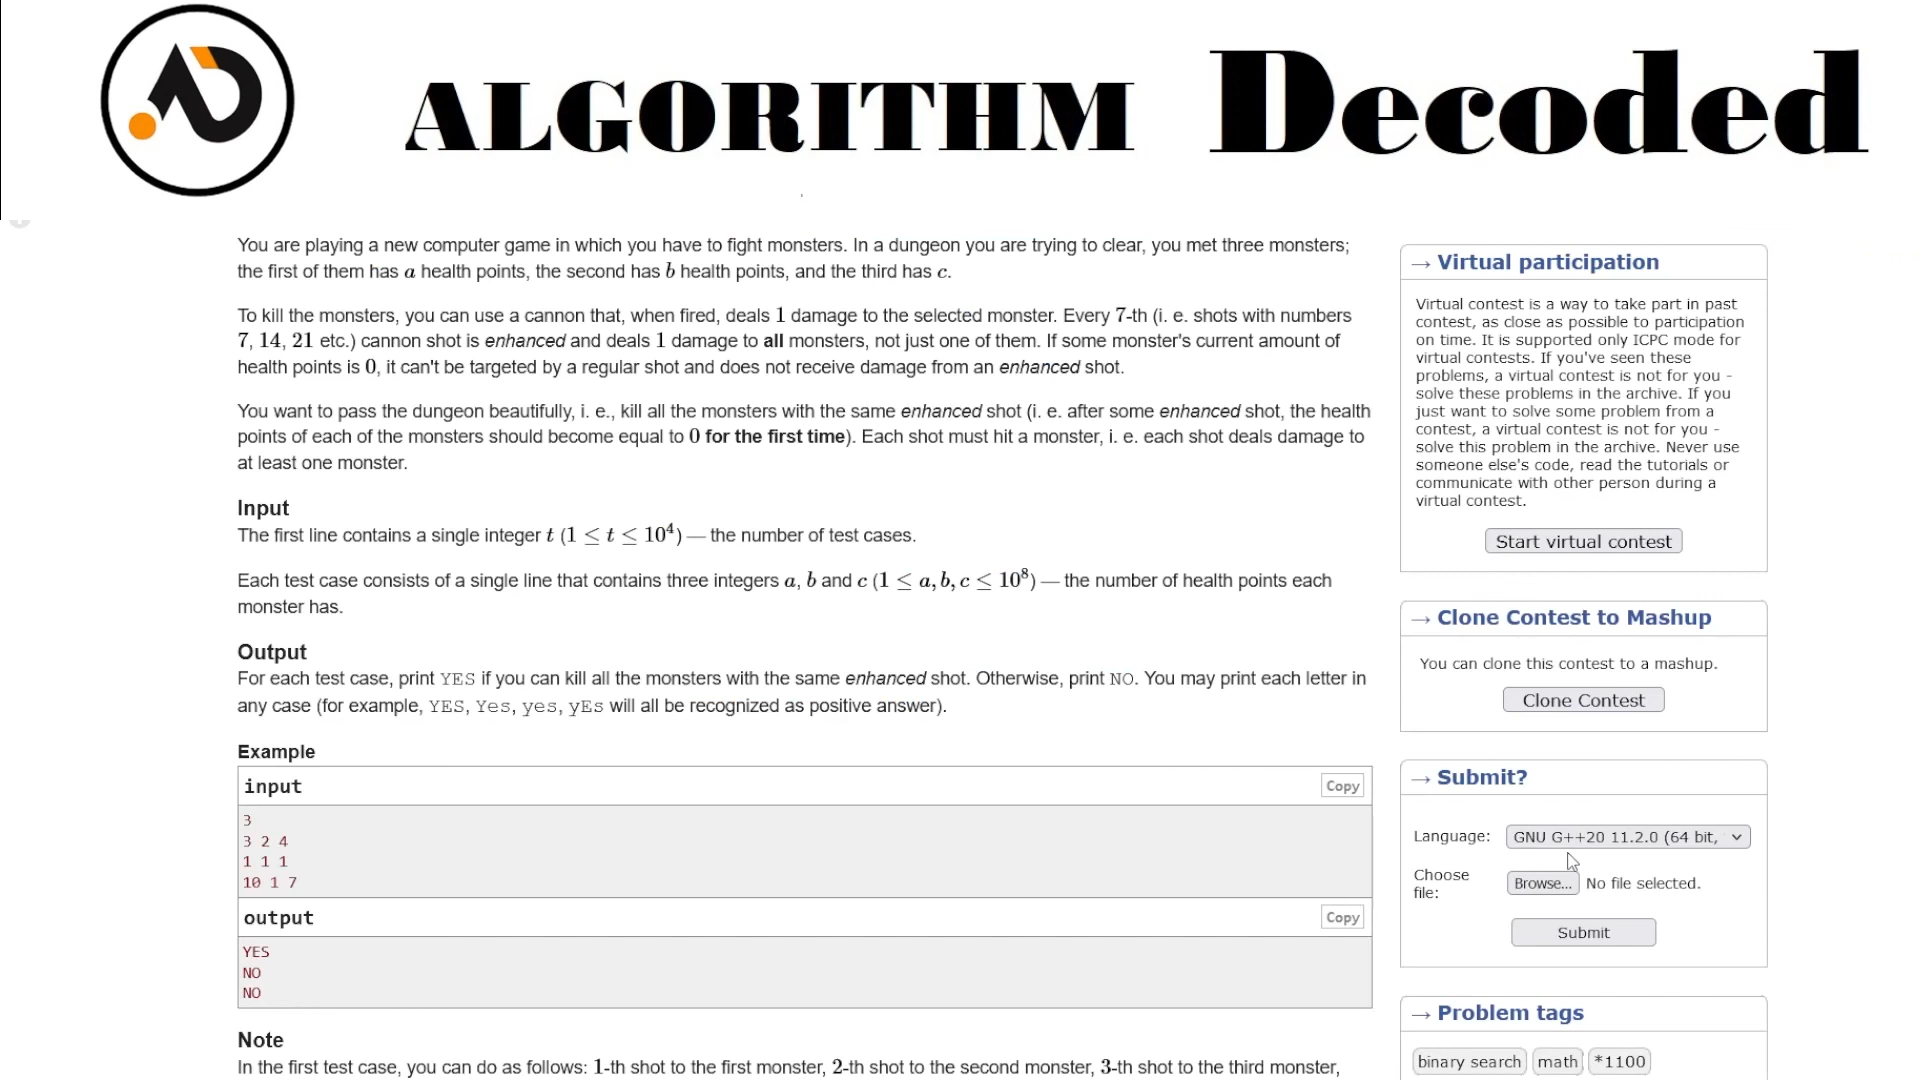 ALGORITHM Decoded
You are playing a new computer game in which you have to fight monsters. In a dungeon you are trying to clear, you met three monsters;
the first of them has a health points, the second has b health points, and the third has c.
To kill the monsters, you can use a cannon that, when fired, deals 1 damage to the selected monster. Every 7-th (i. e. shots with numbers
7, 14, 21 etc.) cannon shot is enhanced and deals 1 damage to all monsters, not just one of them. If some monster's current amount of
health points is 0, it can't be targeted by a regular shot and does not receive damage from an enhanced shot.
You want to pass the dungeon beautifully, i. e., kill all the monsters with the same enhanced shot (i. e. after some enhanced shot, the health
points of each of the monsters should become equal to 0 for the first time). Each shot must hit a monster, i. e. each shot deals damage to
at least one monster.
Input
The first line contains a single integer t (1 ≤ t ≤ 10⁴) — the number of test cases.
Each test case consists of a single line that contains three integers a, b and c (1 ≤ a, b, c ≤ 10⁸) — the number of health points each
monster has.
Output
For each test case, print YES if you can kill all the monsters with the same enhanced shot. Otherwise, print NO. You may print each letter in
any case (for example, YES, Yes, yes, yEs will all be recognized as positive answer).
Example
input
Copy
3
3 2 4
1 1 1
10 1 7
output
Copy
YES
NO
NO
Note
In the first test case, you can do as follows: 1-th shot to the first monster, 2-th shot to the second monster, 3-th shot to the third monster,
→ Virtual participation
Virtual contest is a way to take part in past
contest, as close as possible to participation
on time. It is supported only ICPC mode for
virtual contests. If you've seen these
problems, a virtual contest is not for you -
solve these problems in the archive. If you
just want to solve some problem from a
contest, a virtual contest is not for you -
solve this problem in the archive. Never use
someone else's code, read the tutorials or
communicate with other person during a
virtual contest.
Start virtual contest
→ Clone Contest to Mashup
You can clone this contest to a mashup.
Clone Contest
→ Submit?
Language: GNU G++20 11.2.0 (64 bit,
Choose
file:
Browse... No file selected.
Submit
→ Problem tags
binary search math *1100